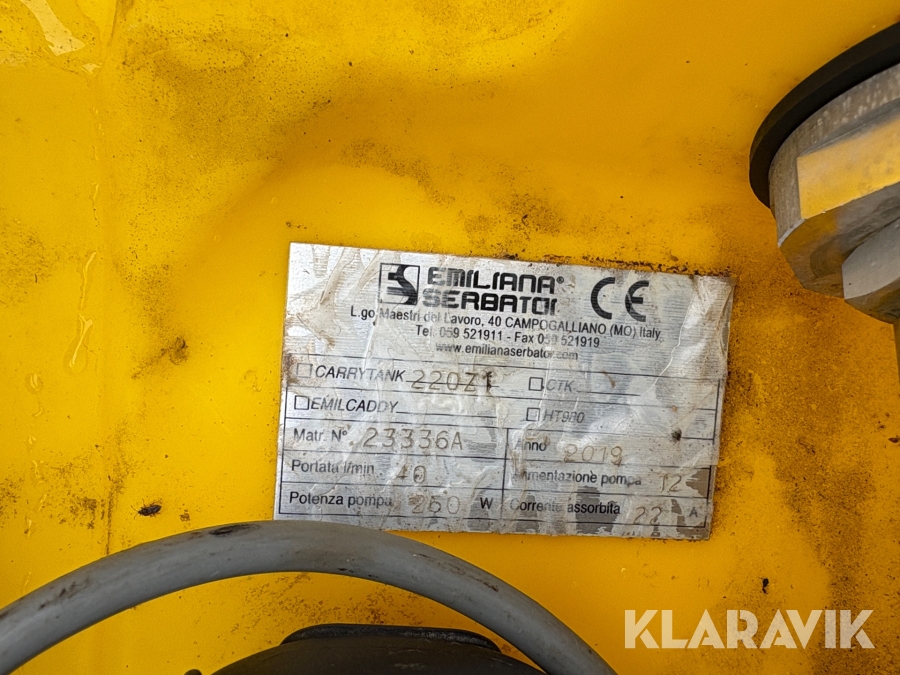 EMILIANA®
SERBATOI CE
L.go Maestri del Lavoro, 40 CAMPOGALLIANO (MO) Italy
Tel. 059 521911 - Fax 059 521919
www.emilianaserbatoi.com
CARRYTANK 220Z1 CTK
EMILCADDY HT980
Matr. N°. 23336A Anno 2019
Portata l/min. 40 Alimentazione pompa 12
Potenza pompa 260 W Corrente assorbita 22 A
KLARAVIK